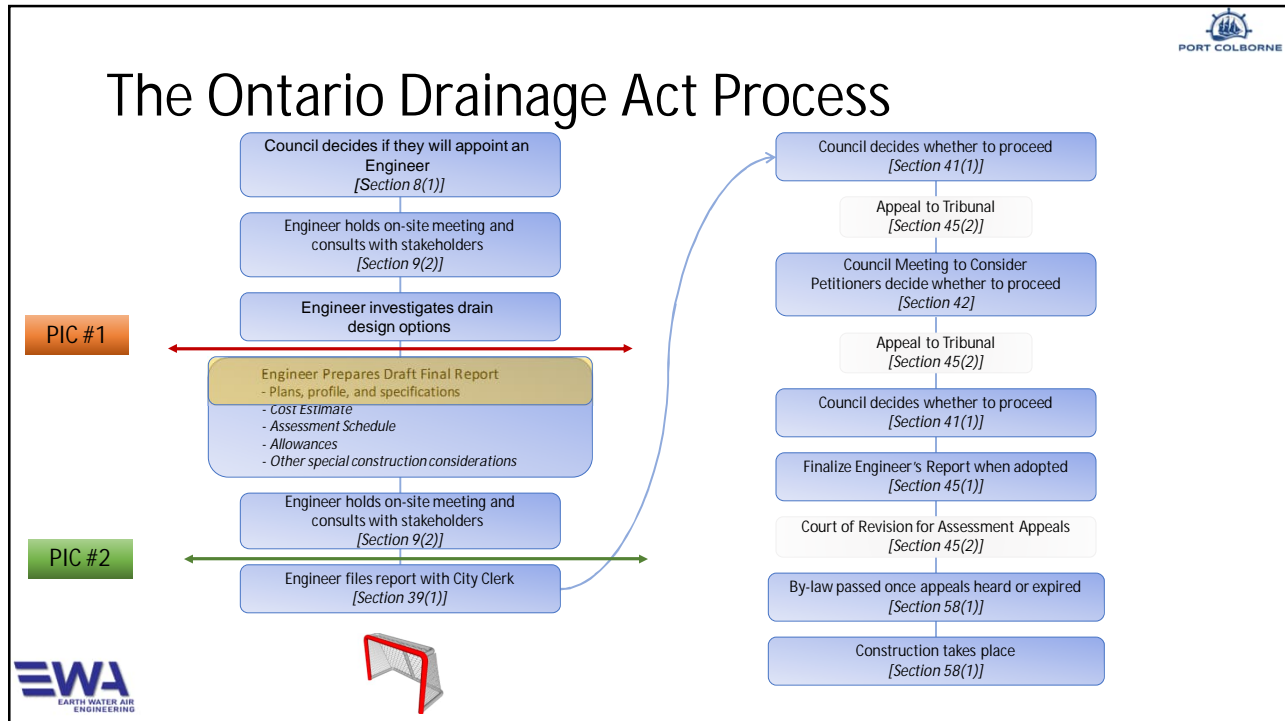 PORT COLBORNE
The Ontario Drainage Act Process
Council decides if they will appoint an
Engineer
[Section 8(1)]
Engineer holds on-site meeting and
consults with stakeholders
[Section 9(2)]
Engineer investigates drain
design options
PIC #1
Engineer Prepares Draft Final Report
- Plans, profile, and specifications
- Cost Estimate
- Assessment Schedule
- Allowances
- Other special construction considerations
Engineer holds on-site meeting and
consults with stakeholders
[Section 9(2)]
PIC #2
Engineer files report with City Clerk
[Section 39(1)]
Council decides whether to proceed
[Section 41(1)]
Appeal to Tribunal
[Section 45(2)]
Council Meeting to Consider
Petitioners decide whether to proceed
[Section 42]
Appeal to Tribunal
[Section 45(2)]
Council decides whether to proceed
[Section 41(1)]
Finalize Engineer's Report when adopted
[Section 45(1)]
Court of Revision for Assessment Appeals
[Section 45(2)]
By-law passed once appeals heard or expired
[Section 58(1)]
Construction takes place
[Section 58(1)]
EWA
EARTH WATER AIR
ENGINEERING